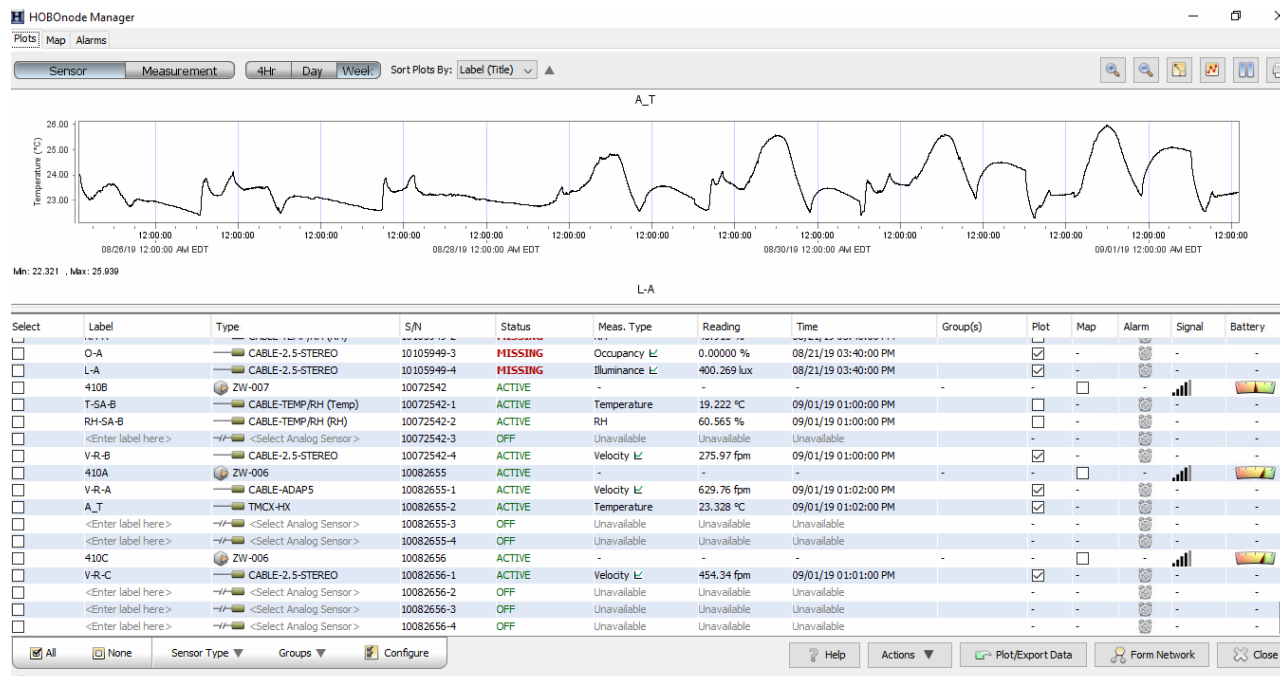 HOBOnode Manager
Plots Map Alarms
Sensor Measurement 4Hr Day Week Sort Plots By: Label (Title)
A_T
26.00
25.00
24.00
23.00
Temperature (°C)
12:00:00 12:00:00 12:00:00 12:00:00 12:00:00 12:00:00 12:00:00 12:00:00 12:00:00 12:00:00 12:00:00 12:00:00 12:00:00 12:00:00
08/26/19 12:00:00 AM EDT 08/28/19 12:00:00 AM EDT 08/30/19 12:00:00 AM EDT 09/01/19 12:00:00 AM EDT
Min: 22.321 , Max: 25.939
L-A
Select Label Type S/N Status Meas. Type Reading Time Group(s) Plot Map Alarm Signal Battery
O-A CABLE-2.5-STEREO 10105949-3 MISSING Occupancy 0.00000 % 08/21/19 03:40:00 PM -
L-A CABLE-2.5-STEREO 10105949-4 MISSING Illuminance 400.269 lux 08/21/19 03:40:00 PM - - -
410B ZW-007 10072542 ACTIVE - - - - - -
T-SA-B CABLE-TEMP/RH (Temp) 10072542-1 ACTIVE Temperature 19.222 °C 09/01/19 01:00:00 PM - - -
RH-SA-B CABLE-TEMP/RH (RH) 10072542-2 ACTIVE RH 60.565 % 09/01/19 01:00:00 PM - - -
<Enter label here> <Select Analog Sensor> 10072542-3 OFF Unavailable Unavailable Unavailable - - - -
V-R-B CABLE-2.5-STEREO 10072542-4 ACTIVE Velocity 275.97 fpm 09/01/19 01:00:00 PM - - -
410A ZW-006 10082655 ACTIVE - - - - - -
V-R-A CABLE-ADAP5 10082655-1 ACTIVE Velocity 629.76 fpm 09/01/19 01:02:00 PM - - -
A_T TMCX-HX 10082655-2 ACTIVE Temperature 23.328 °C 09/01/19 01:02:00 PM - - -
<Enter label here> <Select Analog Sensor> 10082655-3 OFF Unavailable Unavailable Unavailable - - - -
<Enter label here> <Select Analog Sensor> 10082655-4 OFF Unavailable Unavailable Unavailable - - - -
410C ZW-006 10082656 ACTIVE - - - - - -
V-R-C CABLE-2.5-STEREO 10082656-1 ACTIVE Velocity 454.34 fpm 09/01/19 01:01:00 PM - - -
<Enter label here> <Select Analog Sensor> 10082656-2 OFF Unavailable Unavailable Unavailable - - - -
<Enter label here> <Select Analog Sensor> 10082656-3 OFF Unavailable Unavailable Unavailable - - - -
<Enter label here> <Select Analog Sensor> 10082656-4 OFF Unavailable Unavailable Unavailable - - - -
All None Sensor Type Groups Configure Help Actions Plot/Export Data Form Network Close